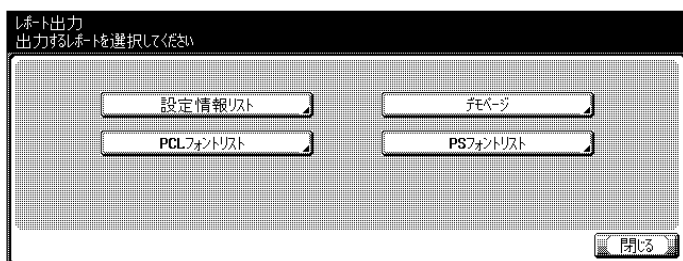 レポート出力
出力するレポートを選択してください
設定情報リスト
デモページ
PCLフォントリスト
PSフォントリスト
閉じる